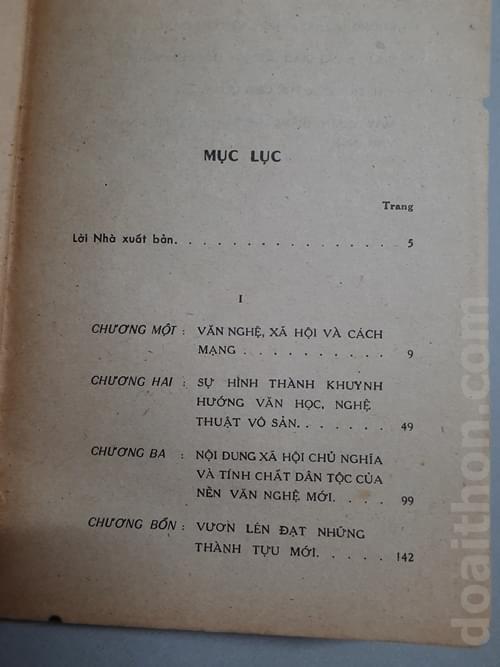 MỤC LỤC
Trang
Lời Nhà xuất bản. . . . . . . . . . . . . . . 5
I
CHƯƠNG MỘT : VĂN NGHỆ, XÃ HỘI VÀ CÁCH
MẠNG . . . . . . . . . . 9
CHƯƠNG HAI : SỰ HÌNH THÀNH KHUYNH
HƯỚNG VĂN HỌC, NGHỆ
THUẬT VÔ SẢN. . . . . . 49
CHƯƠNG BA : NỘI DUNG XÃ HỘI CHỦ NGHĨA
VÀ TÍNH CHẤT DÂN TỘC CỦA
NỀN VĂN NGHỆ MỚI. . . . 99
CHƯƠNG BỐN : VƯƠN LÊN ĐẠT NHỮNG
THÀNH TỰU MỚI. . . . . 142
doaithon.com